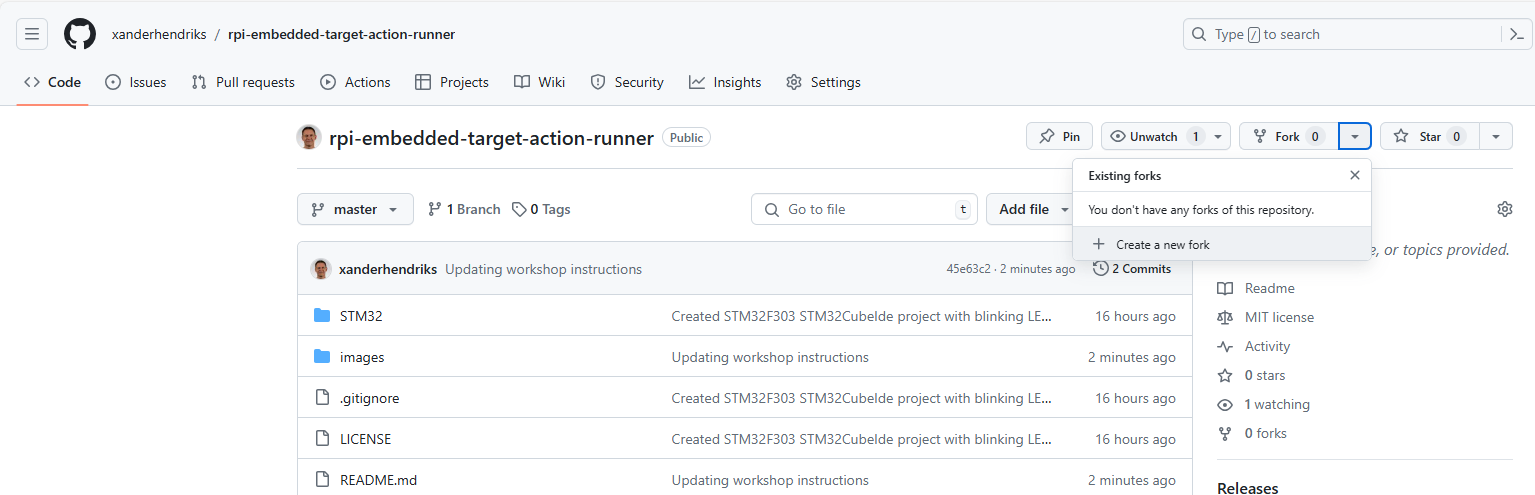 xanderhendriks / rpi-embedded-target-action-runner Type / to search
Code Issues Pull requests Actions Projects Wiki Security Insights Settings
rpi-embedded-target-action-runner Public Pin Unwatch 1 Fork 0 Star 0
Existing forks
You don't have any forks of this repository.
Create a new fork
master 1 Branch 0 Tags Go to file t Add file
e, or topics provided.
xanderhendriks Updating workshop instructions 45e63c2 · 2 minutes ago 2 Commits
STM32 Created STM32F303 STM32CubeIde project with blinking LE... 16 hours ago
images Updating workshop instructions 2 minutes ago
.gitignore Created STM32F303 STM32CubeIde project with blinking LE... 16 hours ago
LICENSE Created STM32F303 STM32CubeIde project with blinking LE... 16 hours ago
README.md Updating workshop instructions 2 minutes ago
Readme
MIT license
Activity
0 stars
1 watching
0 forks
Releases